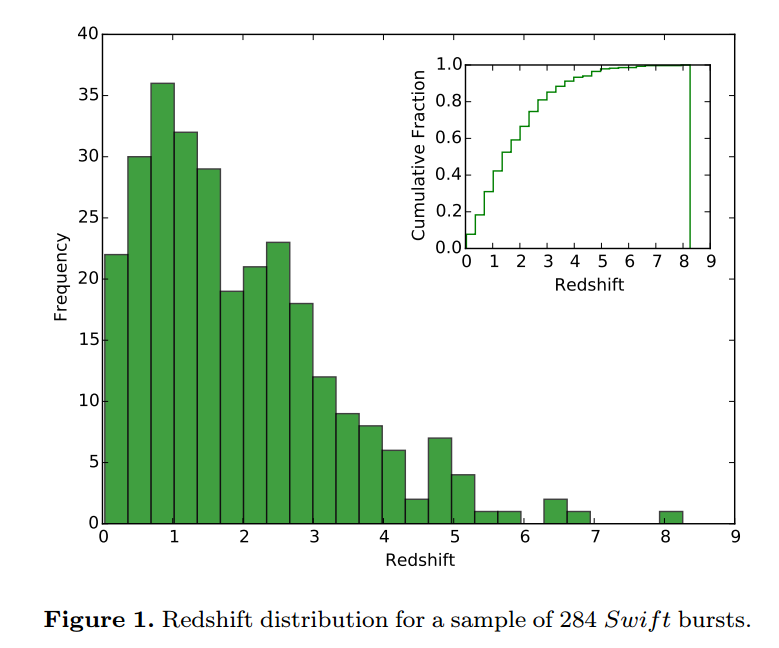 40
35
30
25
20
15
10
5
0
Frequency
0 1 2 3 4 5 6 7 8 9
Redshift
1.0
0.8
0.6
0.4
0.2
0.0
Cumulative Fraction
0 1 2 3 4 5 6 7 8 9
Redshift
Figure 1. Redshift distribution for a sample of 284 Swift bursts.